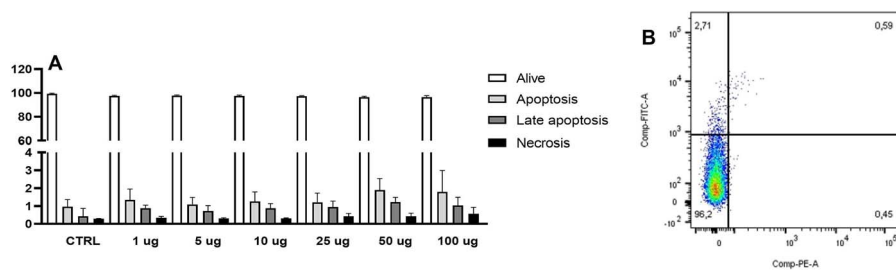 A
120
100
80
60
4
3
2
1
0
CTRL 1 ug 5 ug 10 ug 25 ug 50 ug 100 ug
Alive
Apoptosis
Late apoptosis
Necrosis
B
2,71 0,59
10^5
10^4
10^3
10^2
0
-10^2
96,2 0,45
0 10^3 10^4 10^5
Comp-FITC-A
Comp-PE-A